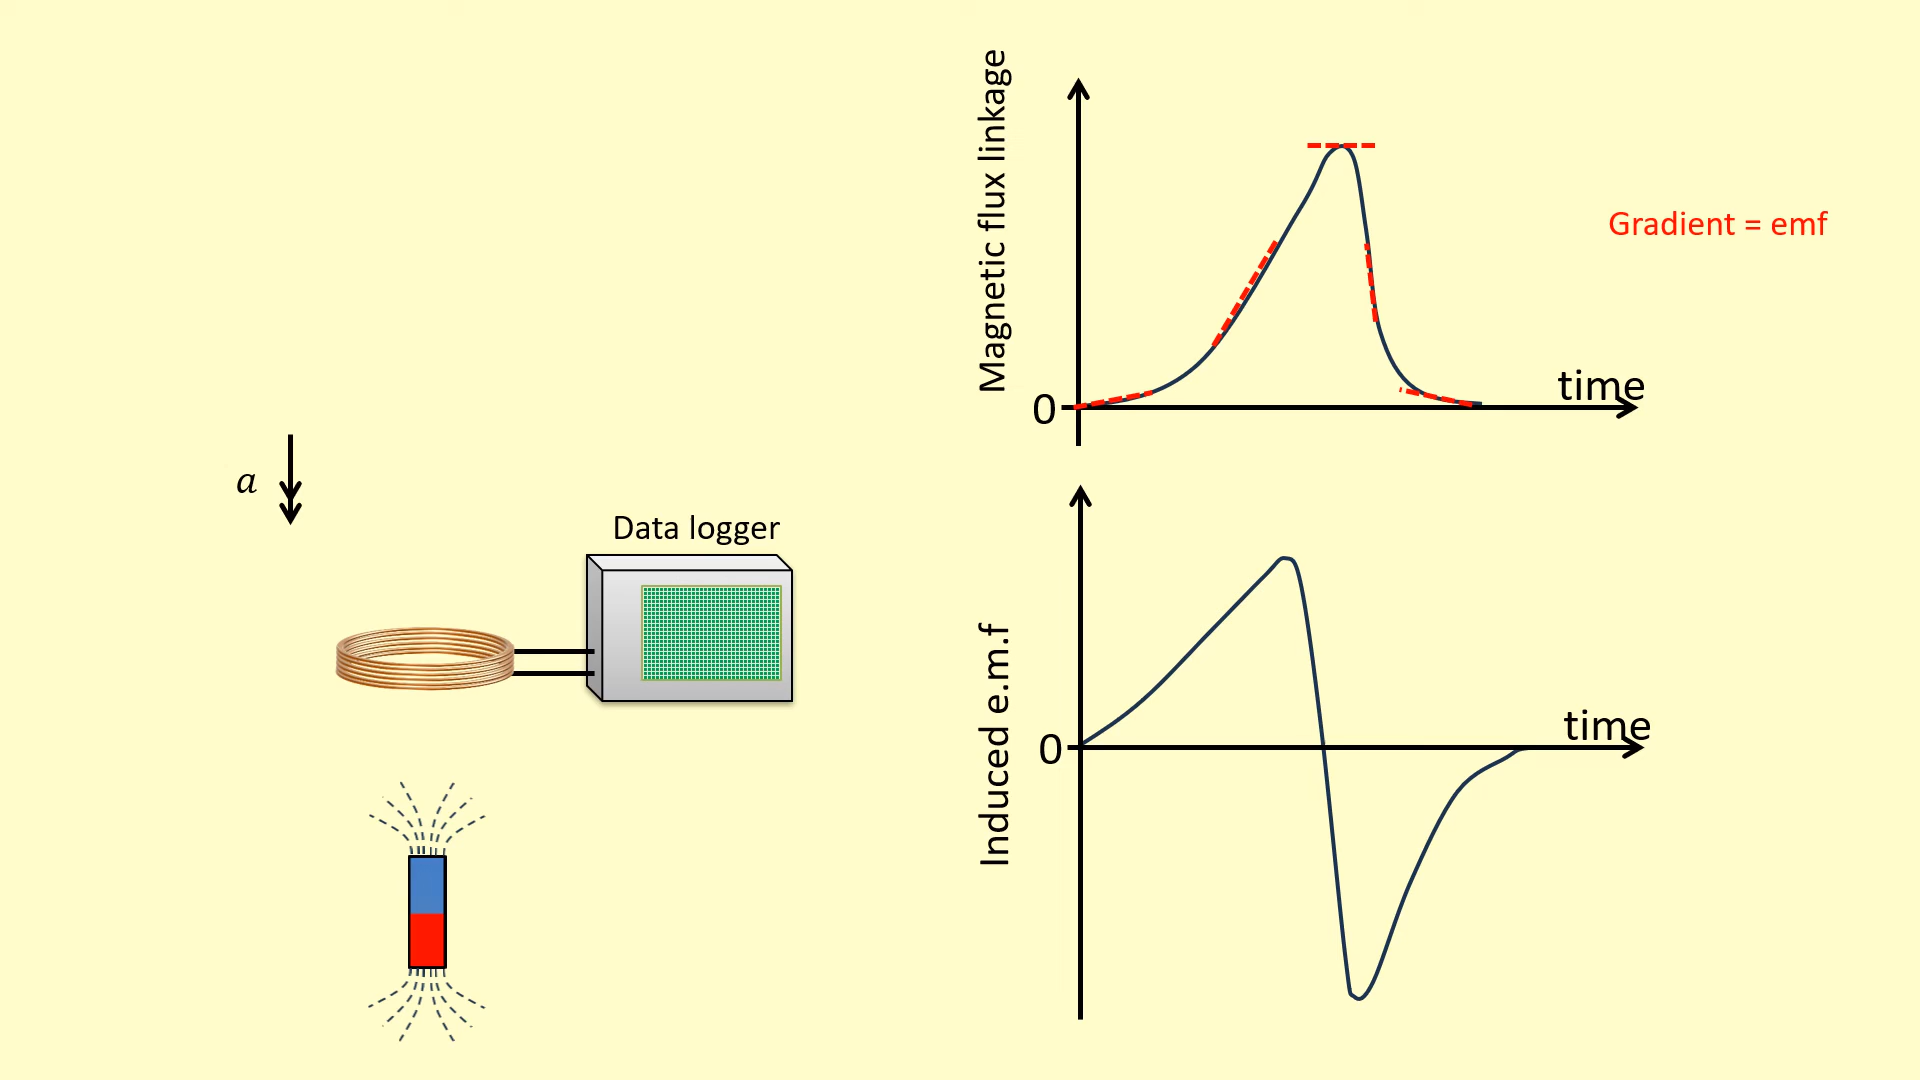 Magnetic flux linkage
Gradient = emf
0
time
a
Data logger
Induced e.m.f
0
time